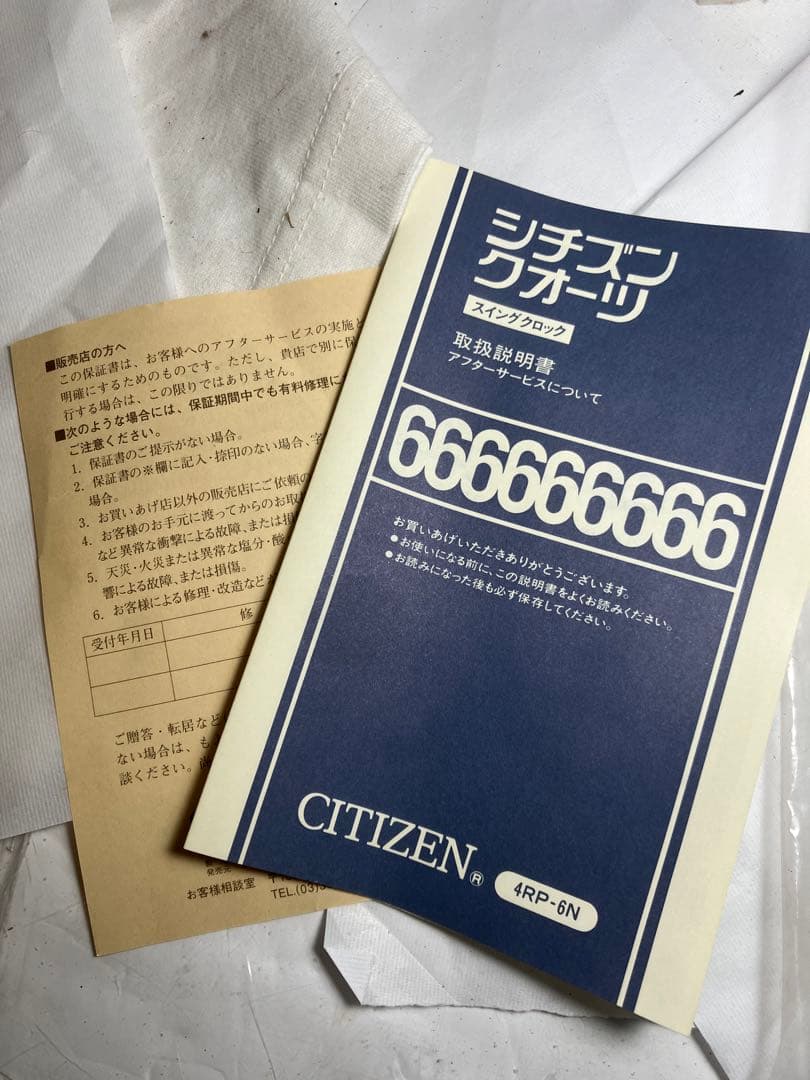 ■販売店の方へ
この保証書は、お客様へのアフターサービスの実施と
明確にするためのものです。ただし、貴店で別に保
行する場合は、この限りではありません。
■次のような場合には、保証期間中でも有料修理に
ご注意ください。
1. 保証書のご提示がない場合。
2. 保証書の※欄に記入・捺印のない場合、字
場合。
3. お買いあげ店以外の販売店にご依頼の
4. お客様のお手元に渡ってからのお取
など異常な衝撃による故障、または損
5. 天災・火災または異常な塩分・酸
響による故障、または損傷。
6. お客様による修理・改造など
受付年月日 修
ご贈答・転居など
ない場合は、も
談ください。
発売元
お客様相談室 〒
TEL.(03)
シチズン
クオーツ
スイングクロック
取扱説明書
アフターサービスについて
666666666
お買いあげいただきありがとうございます。
●お使いになる前に、この説明書をよくお読みください。
●お読みになった後も必ず保存してください。
CITIZEN®
4RP-6N